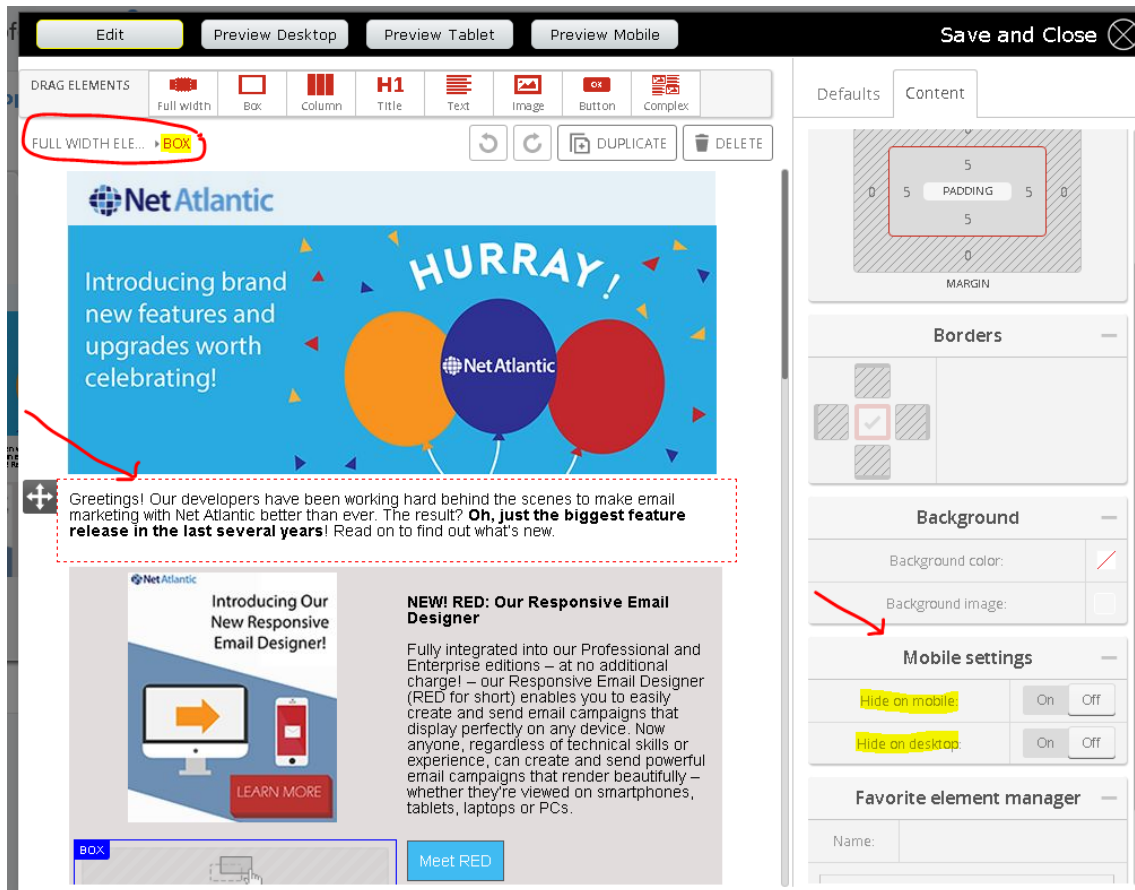 Edit
Preview Desktop
Preview Tablet
Preview Mobile
Save and Close
DRAG ELEMENTS
Full width
Box
Column
H1
Title
Text
Image
OK
Button
Complex
FULL WIDTH ELE... ▸ BOX
DUPLICATE
DELETE
Net Atlantic
Introducing brand
new features and
upgrades worth
celebrating!
HURRAY!
Net Atlantic
Greetings! Our developers have been working hard behind the scenes to make email
marketing with Net Atlantic better than ever. The result? Oh, just the biggest feature
release in the last several years! Read on to find out what's new.
Net Atlantic
Introducing Our
New Responsive
Email Designer!
LEARN MORE
NEW! RED: Our Responsive Email
Designer
Fully integrated into our Professional and
Enterprise editions – at no additional
charge! – our Responsive Email Designer
(RED for short) enables you to easily
create and send email campaigns that
display perfectly on any device. Now
anyone, regardless of technical skills or
experience, can create and send powerful
email campaigns that render beautifully –
whether they're viewed on smartphones,
tablets, laptops or PCs.
BOX
Meet RED
Defaults
Content
5
0 5 PADDING 5 0
5
0
MARGIN
Borders
Background
Background color:
Background image:
Mobile settings
Hide on mobile: On Off
Hide on desktop: On Off
Favorite element manager
Name: